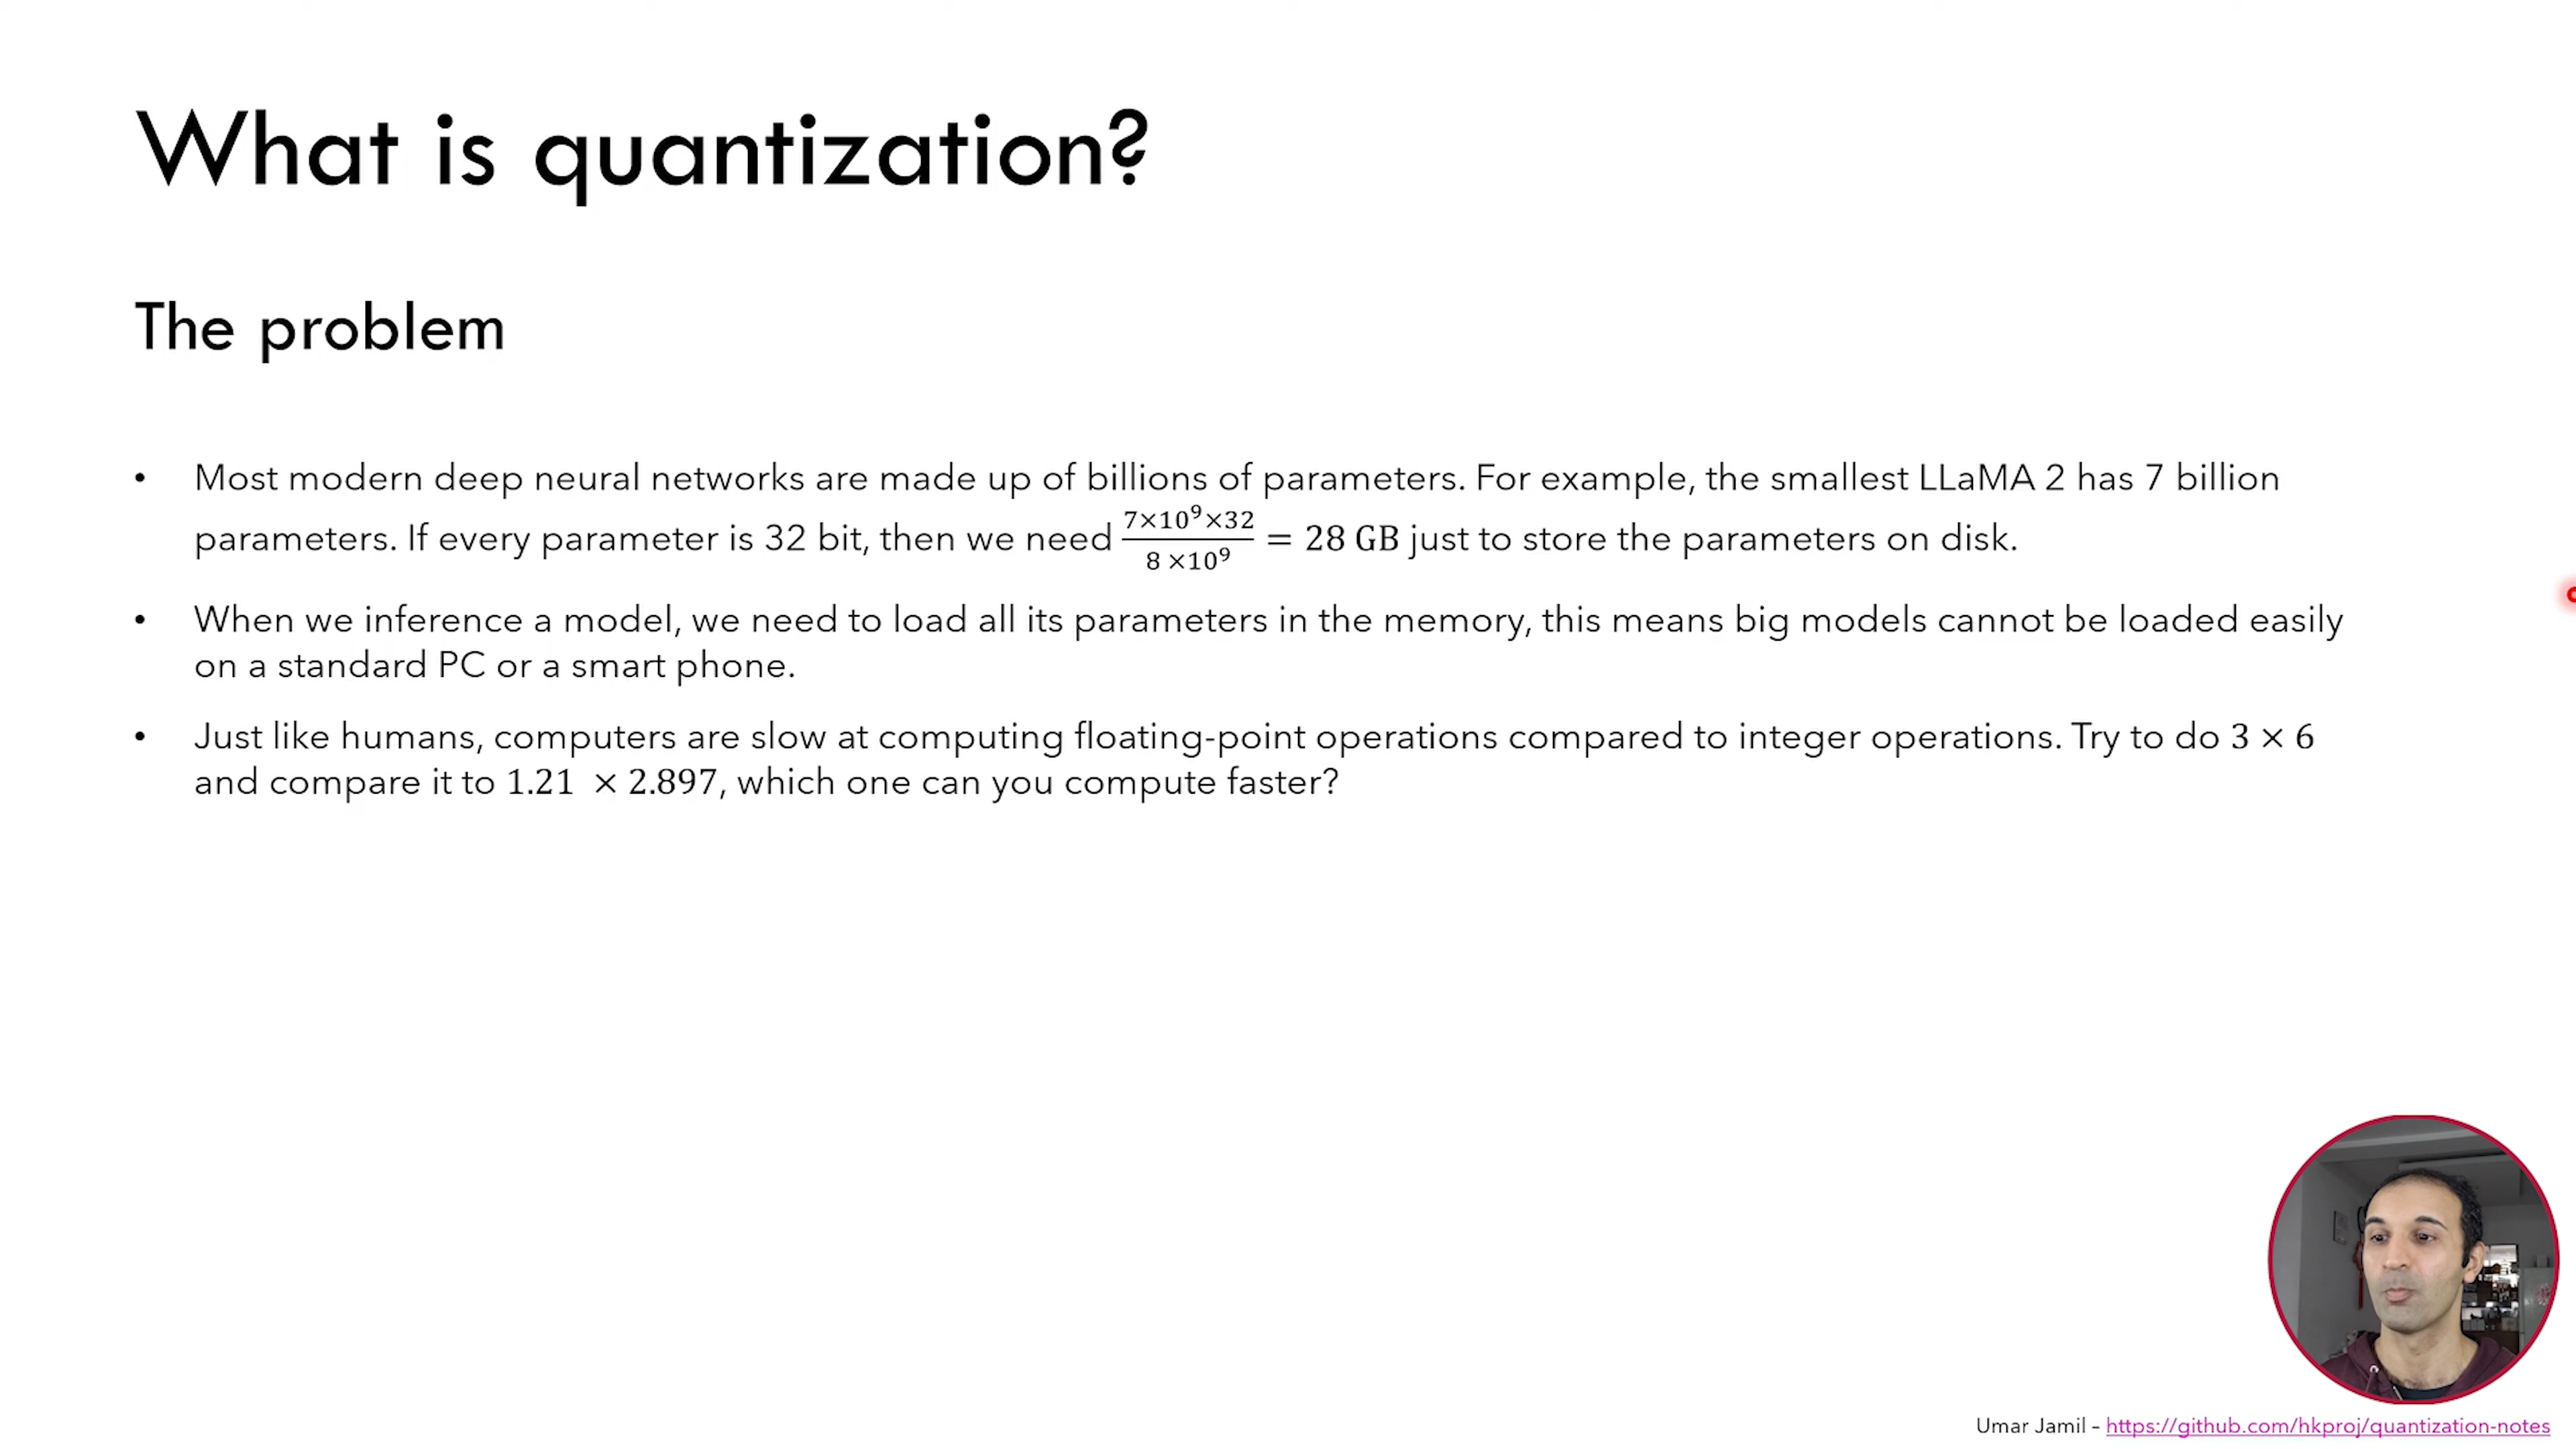 What is quantization?
The problem
• Most modern deep neural networks are made up of billions of parameters. For example, the smallest LLaMA 2 has 7 billion
parameters. If every parameter is 32 bit, then we need \frac{7×10^9×32}{8 ×10^9} = 28 GB just to store the parameters on disk.
• When we inference a model, we need to load all its parameters in the memory, this means big models cannot be loaded easily
on a standard PC or a smart phone.
• Just like humans, computers are slow at computing floating-point operations compared to integer operations. Try to do 3 × 6
and compare it to 1.21 × 2.897, which one can you compute faster?
Umar Jamil – https://github.com/hkproj/quantization-notes